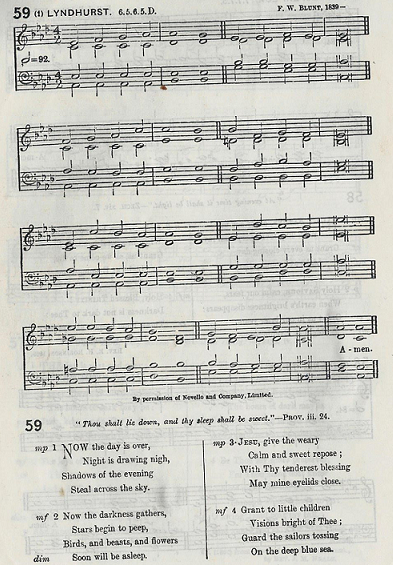 59 (1) LYNDHURST. 6.5.6.5.D. F. W. BLUNT, 1839–
=92.
A - men.
By permission of Novello and Company, Limited.
59 "Thou shalt lie down, and thy sleep shall be sweet."—PROV. iii. 24.
mp 1 NOW the day is over,
Night is drawing nigh,
Shadows of the evening
Steal across the sky.
mf 2 Now the darkness gathers,
Stars begin to peep,
Birds, and beasts, and flowers
dim Soon will be asleep.
mp 3 JESU, give the weary
Calm and sweet repose ;
With Thy tenderest blessing
May mine eyelids close.
mf 4 Grant to little children
Visions bright of Thee ;
Guard the sailors tossing
On the deep blue sea.